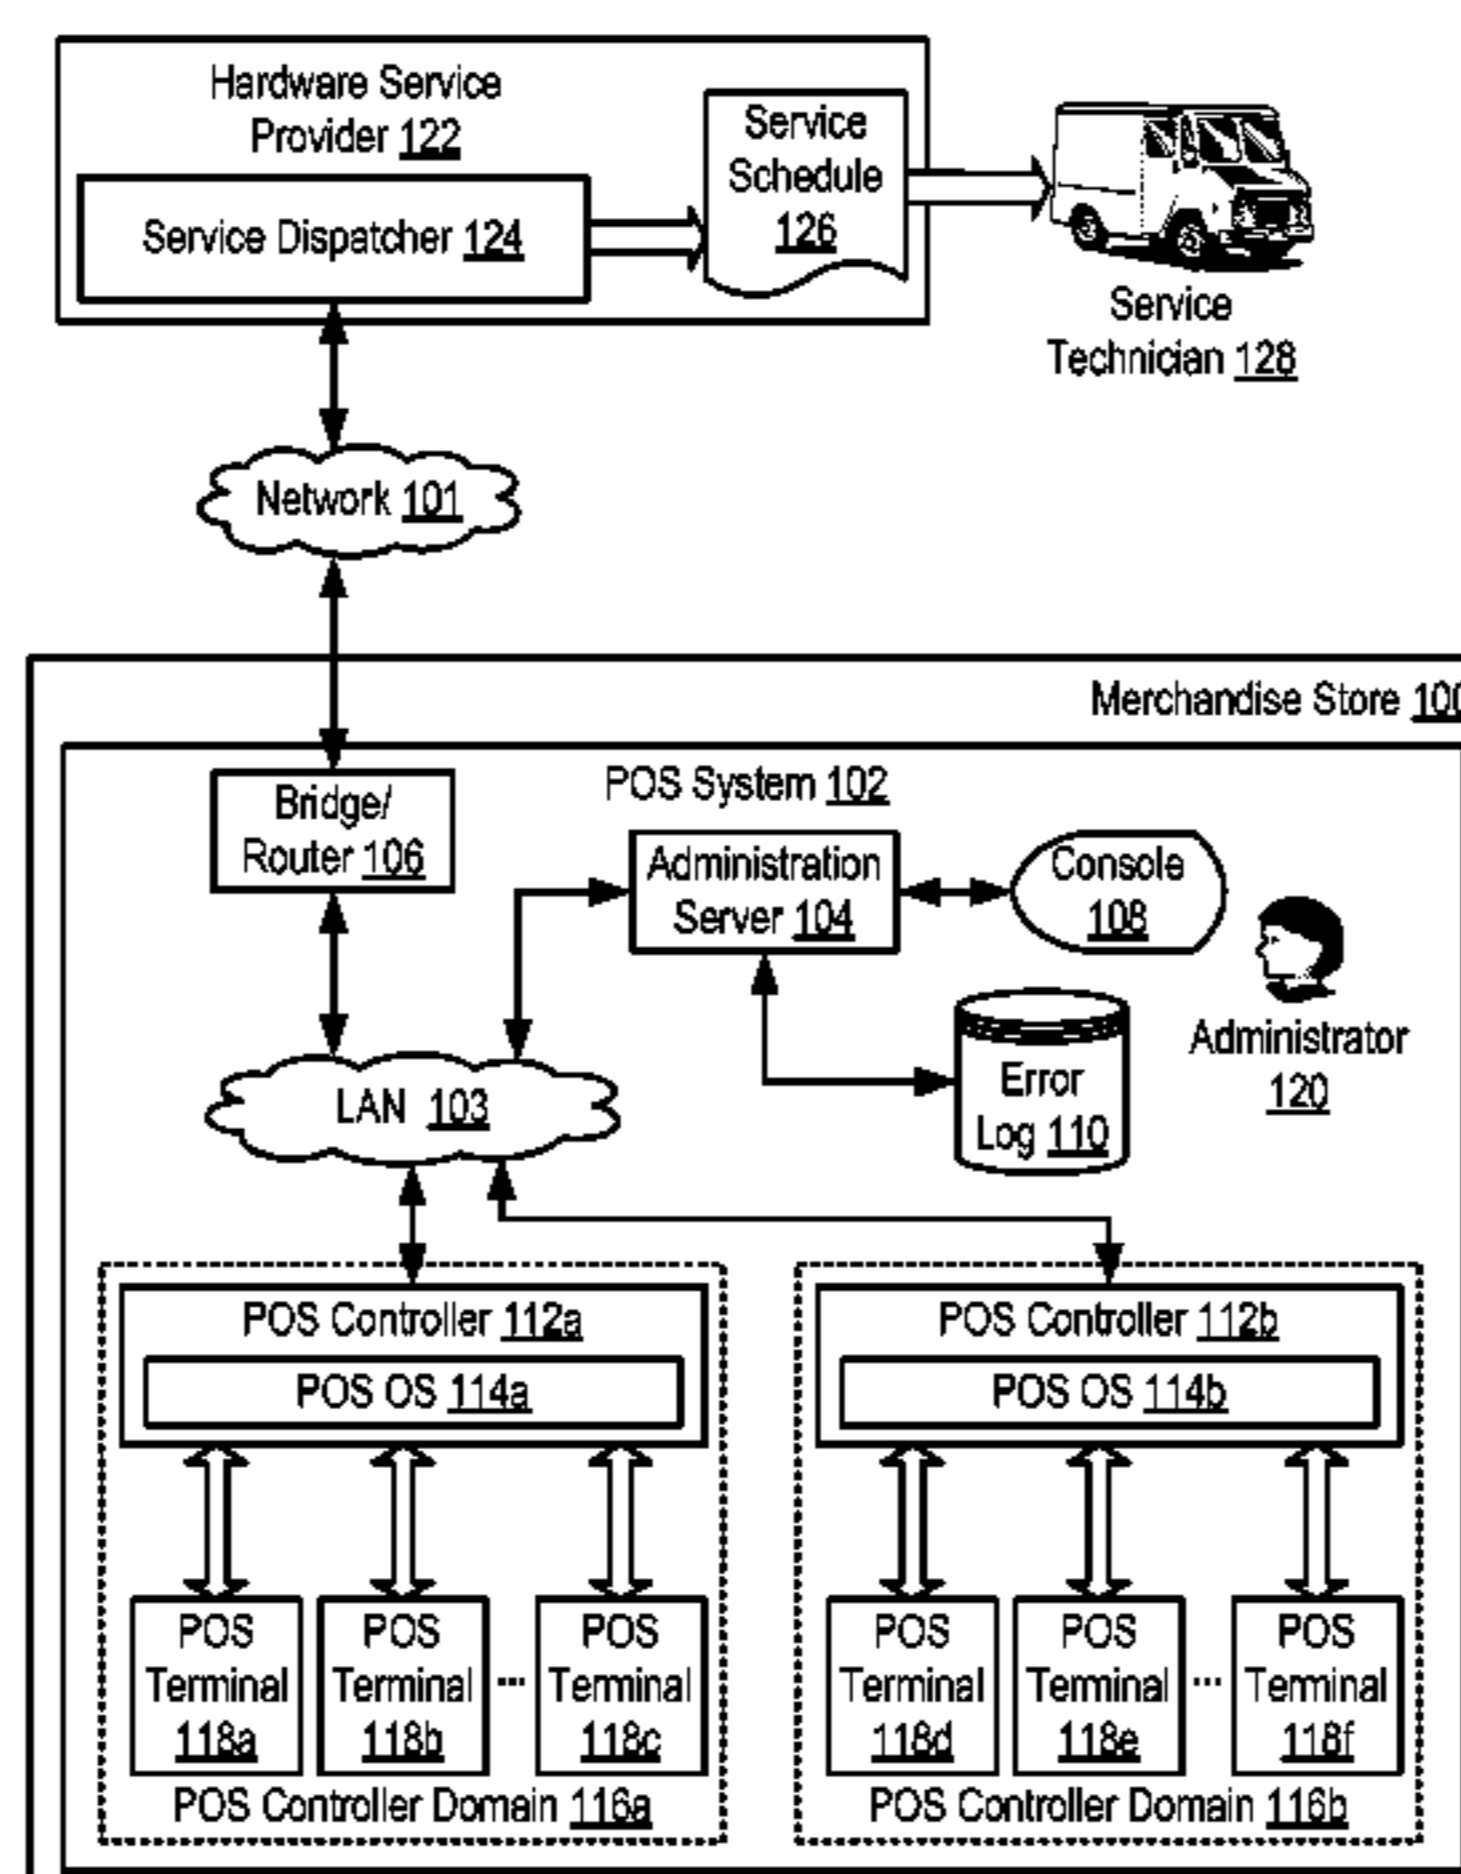 Hardware Service
Provider 122
Service Dispatcher 124
Service
Schedule
126
Service
Technician 128
Network 101
Merchandise Store 100
POS System 102
Bridge/
Router 106
Administration
Server 104
Console
108
Administrator
120
Error
Log 110
LAN 103
POS Controller 112a
POS OS 114a
POS Controller 112b
POS OS 114b
POS
Terminal
118a
POS
Terminal
118b
...
POS
Terminal
118c
POS Controller Domain 116a
POS
Terminal
118d
POS
Terminal
118e
...
POS
Terminal
118f
POS Controller Domain 116b